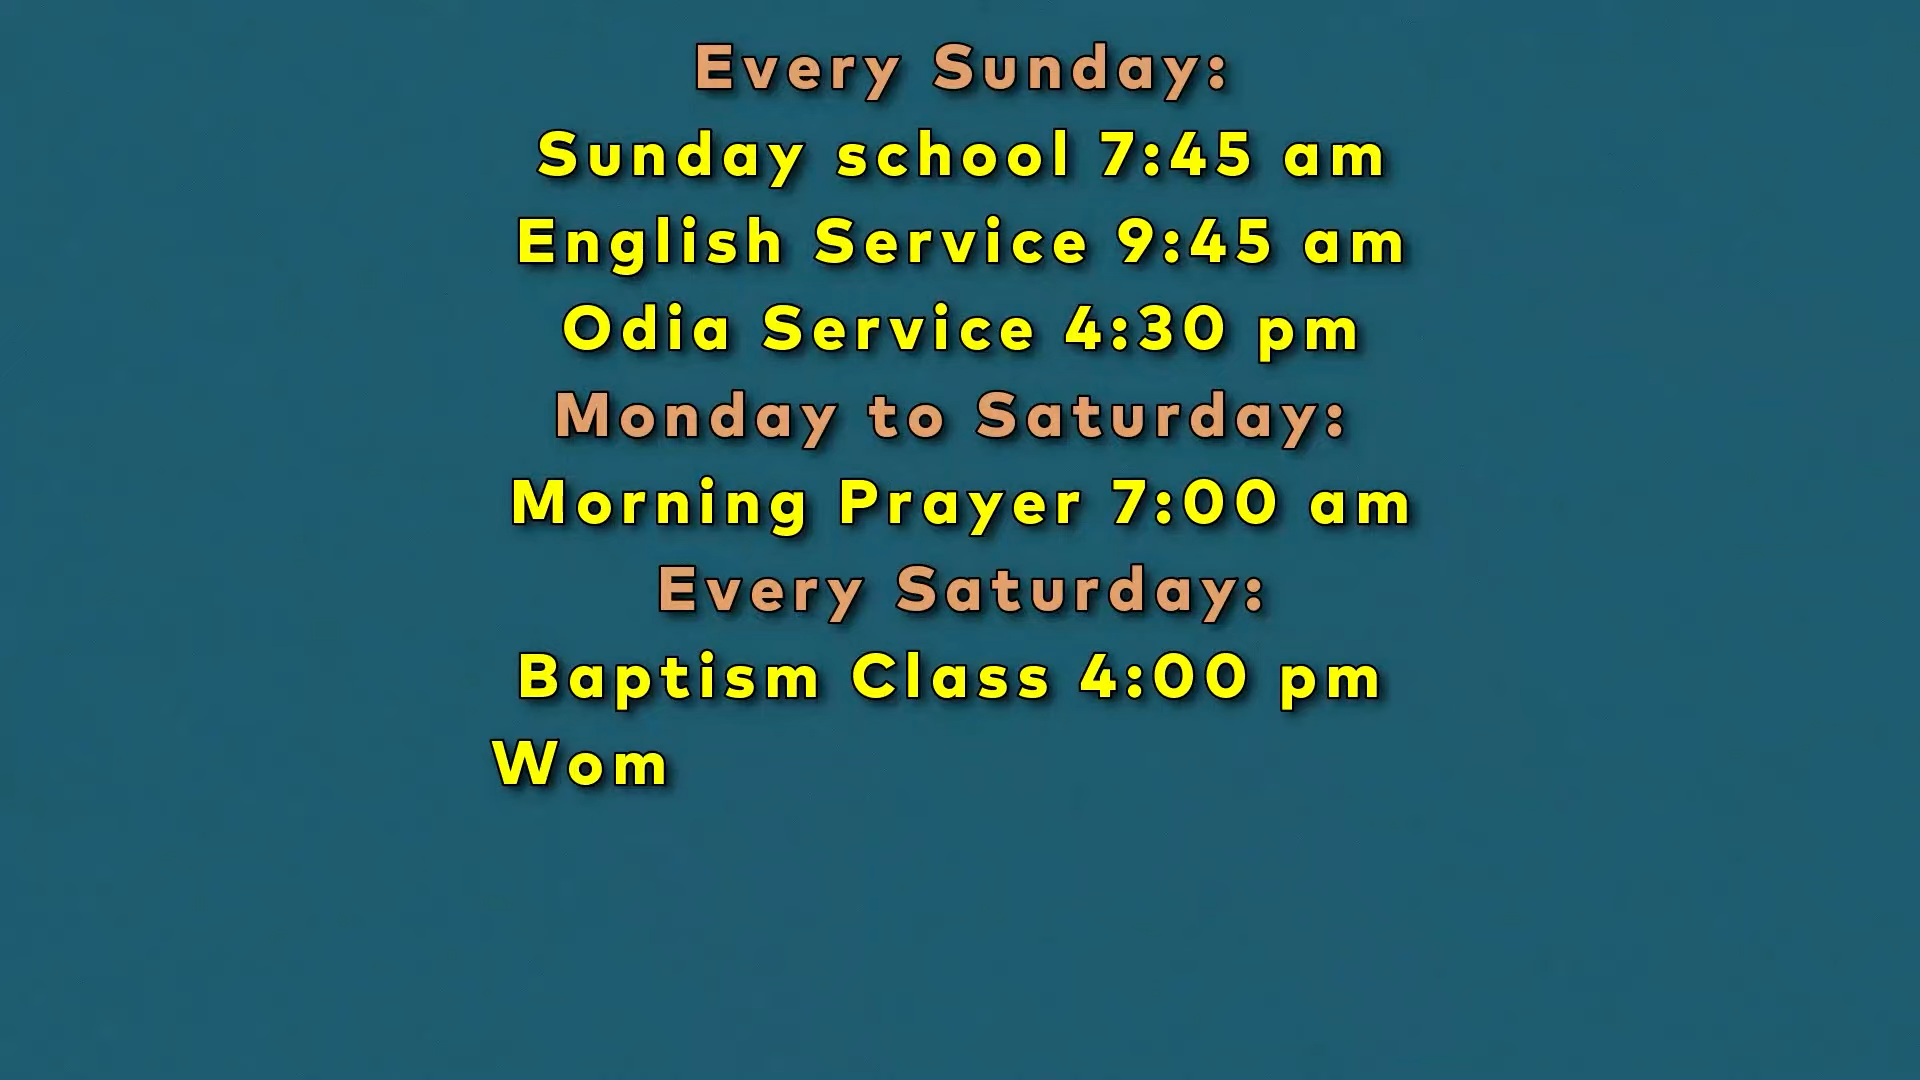 Every Sunday:
Sunday school 7:45 am
English Service 9:45 am
Odia Service 4:30 pm
Monday to Saturday:
Morning Prayer 7:00 am
Every Saturday:
Baptism Class 4:00 pm
Wom